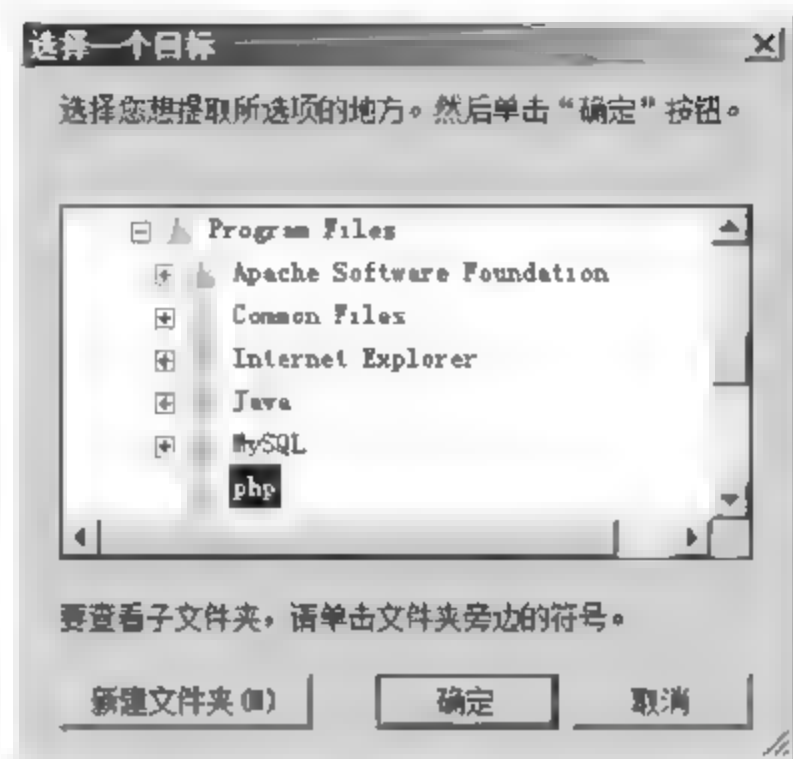 选择一个目标
选择您想提取所选项的地方。然后单击“确定”按钮。
Program Files
Apache Software Foundation
Common Files
Internet Explorer
Java
MySQL
php
要查看子文件夹，请单击文件夹旁边的符号。
新建文件夹(M)
确定
取消